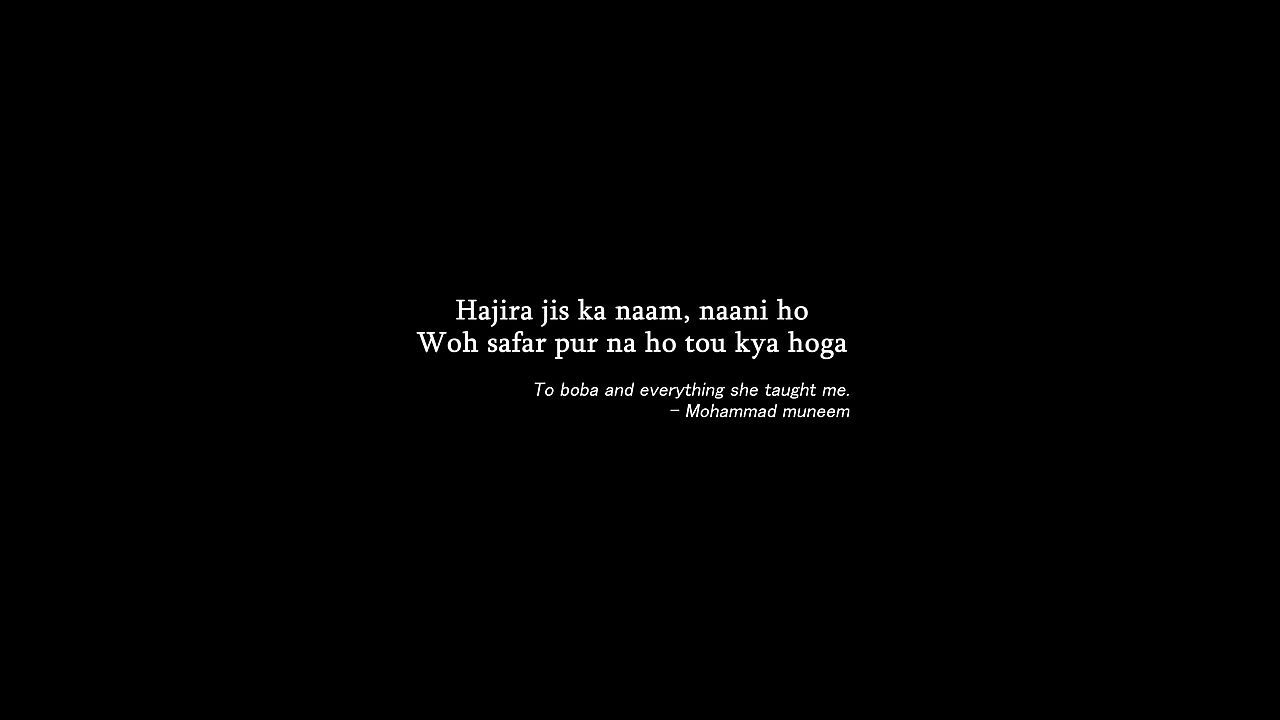 Hajira jis ka naam, naani ho
Woh safar pur na ho tou kya hoga
To boba and everything she taught me.
- Mohammad muneem